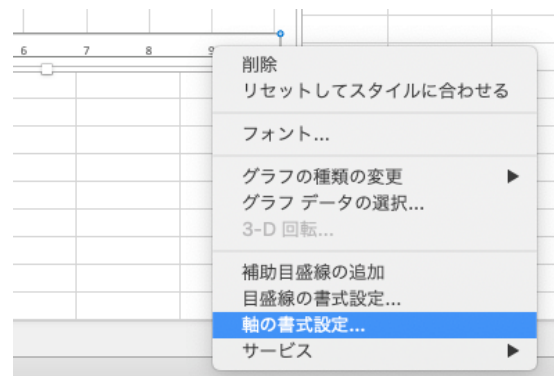 6 7 8 9
削除
リセットしてスタイルに合わせる
フォント...
グラフの種類の変更
グラフ データの選択...
3-D 回転...
補助目盛線の追加
目盛線の書式設定...
軸の書式設定...
サービス